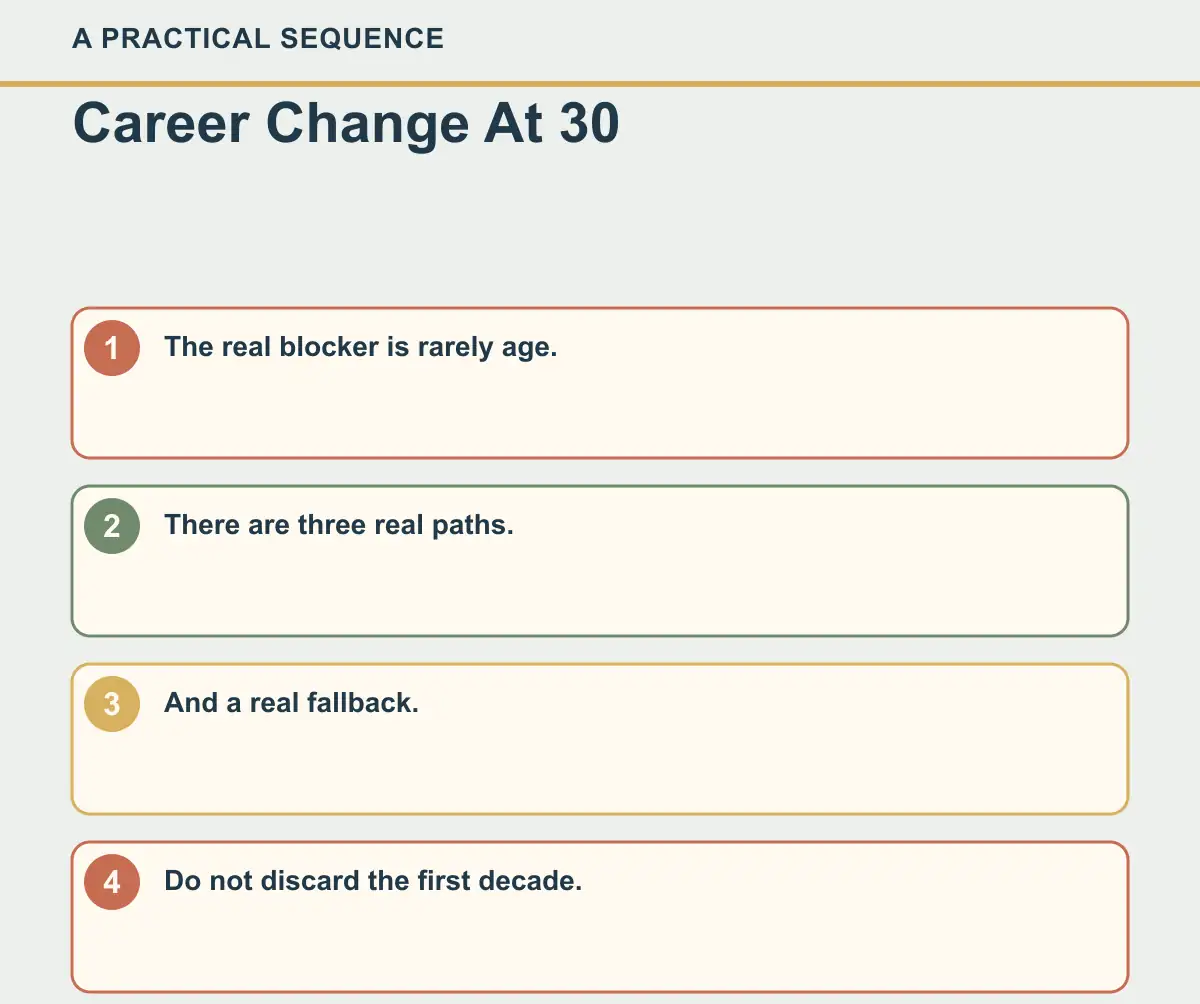 A PRACTICAL SEQUENCE
Career Change At 30
1 The real blocker is rarely age.
2 There are three real paths.
3 And a real fallback.
4 Do not discard the first decade.